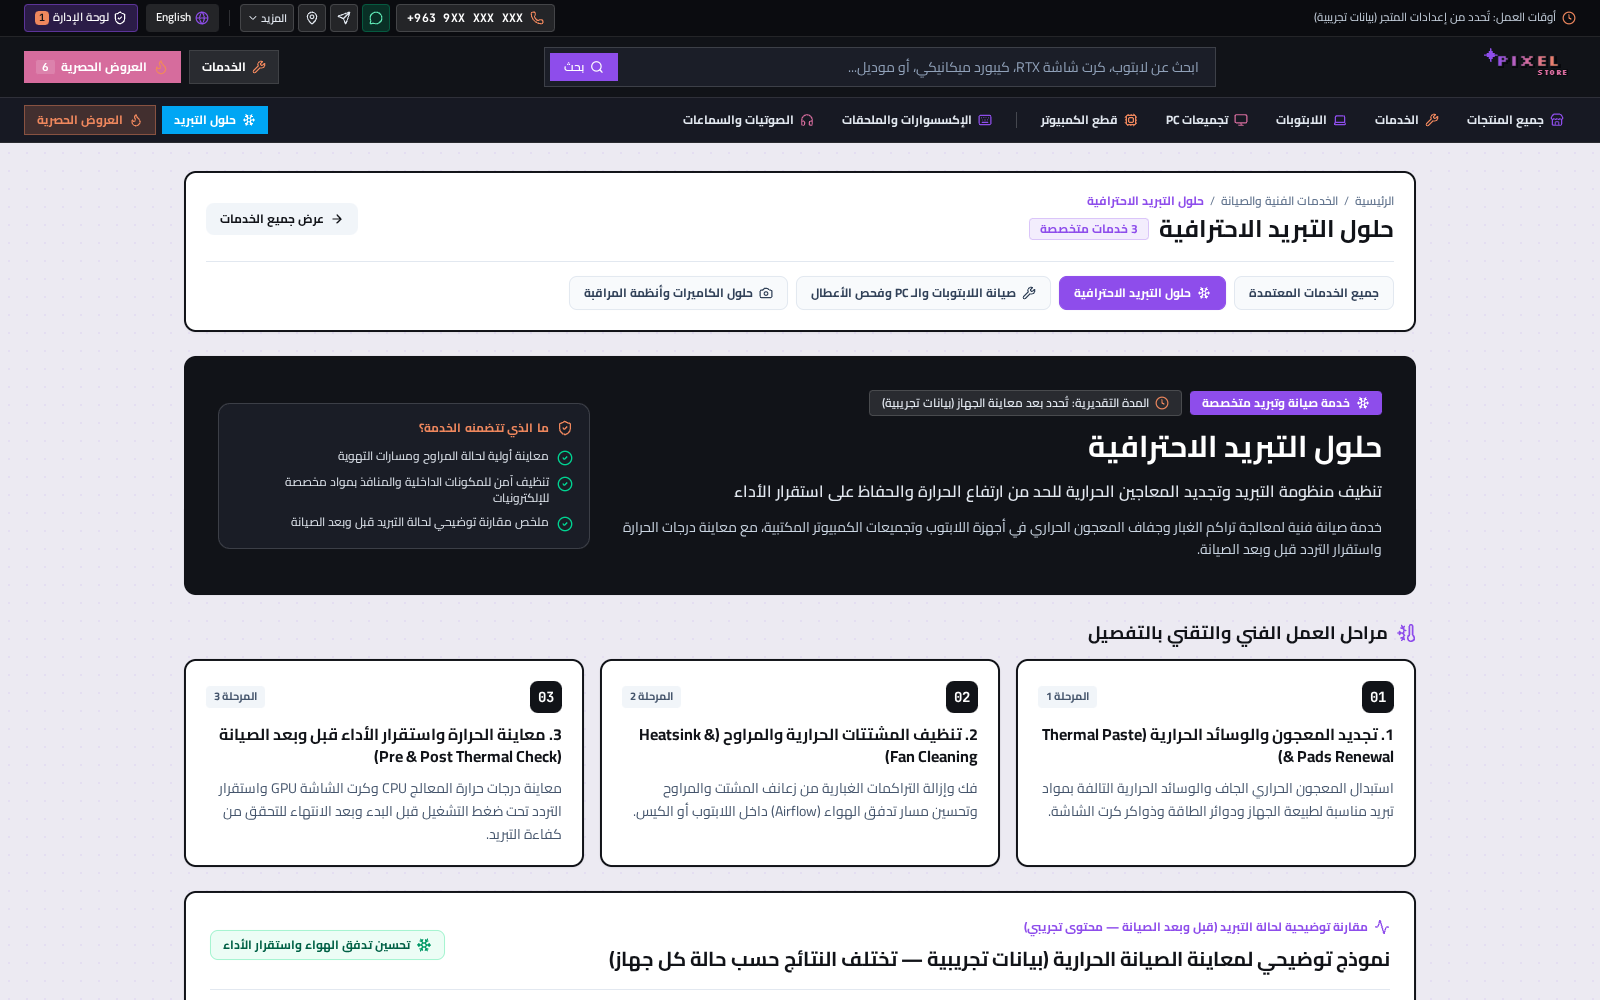 أوقات العمل: تُحدد من إعدادات المتجر (بيانات تجريبية)
+963 9XX XXX XXX
المزيد
English
لوحة الإدارة 1
PIXEL
STORE
ابحث عن لابتوب، كرت شاشة RTX، كيبورد ميكانيكي، أو موديل...
بحث
الخدمات
العروض الحصرية 6
جميع المنتجات
الخدمات
اللابتوبات
تجميعات PC
قطع الكمبيوتر
الإكسسوارات والملحقات
الصوتيات والسماعات
حلول التبريد
العروض الحصرية
الرئيسية / الخدمات الفنية والصيانة / حلول التبريد الاحترافية
حلول التبريد الاحترافية
3 خدمات متخصصة
عرض جميع الخدمات
جميع الخدمات المعتمدة
حلول التبريد الاحترافية
صيانة اللابتوبات والـ PC وفحص الأعطال
حلول الكاميرات وأنظمة المراقبة
خدمة صيانة وتبريد متخصصة
المدة التقديرية: تُحدد بعد معاينة الجهاز (بيانات تجريبية)
حلول التبريد الاحترافية
تنظيف منظومة التبريد وتجديد المعاجين الحرارية للحد من ارتفاع الحرارة والحفاظ على استقرار الأداء
خدمة صيانة فنية لمعالجة تراكم الغبار وجفاف المعجون الحراري في أجهزة اللابتوب وتجميعات الكمبيوتر المكتبية، مع معاينة درجات الحرارة
واستقرار التردد قبل وبعد الصيانة.
ما الذي تتضمنه الخدمة؟
معاينة أولية لحالة المراوح ومسارات التهوية
تنظيف آمن للمكونات الداخلية والمنافذ بمواد مخصصة
للإلكترونيات
ملخص مقارنة توضيحي لحالة التبريد قبل وبعد الصيانة
مراحل العمل الفني والتقني بالتفصيل
01
المرحلة 1
1. تجديد المعجون والوسائد الحرارية (Thermal Paste
& Pads Renewal)
استبدال المعجون الحراري الجاف والوسائد الحرارية التالفة بمواد
تبريد مناسبة لطبيعة الجهاز ودوائر الطاقة وذواكر كرت الشاشة.
02
المرحلة 2
2. تنظيف المشتتات الحرارية والمراوح (Heatsink &
Fan Cleaning)
فك وإزالة التراكمات الغبارية من زعانف المشتت والمراوح
وتحسين مسار تدفق الهواء (Airflow) داخل اللابتوب أو الكيس.
03
المرحلة 3
3. معاينة الحرارة واستقرار الأداء قبل وبعد الصيانة
(Pre & Post Thermal Check)
معاينة درجات حرارة المعالج CPU وكرت الشاشة GPU واستقرار
التردد تحت ضغط التشغيل قبل البدء وبعد الانتهاء للتحقق من
كفاءة التبريد.
مقارنة توضيحية لحالة التبريد (قبل وبعد الصيانة — محتوى تجريبي)
نموذج توضيحي لمعاينة الصيانة الحرارية (بيانات تجريبية — تختلف النتائج حسب حالة كل جهاز)
تحسين تدفق الهواء واستقرار الأداء